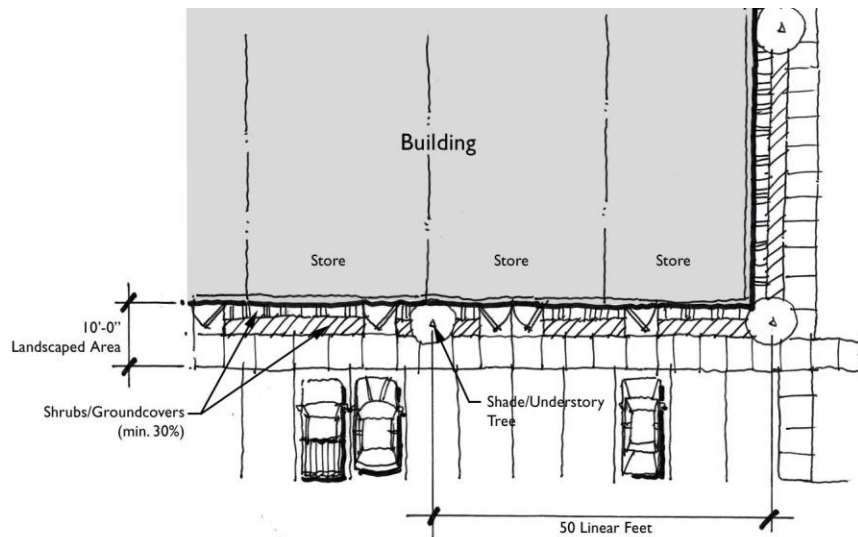 Building
Store
Store
Store
10'-0"
Landscaped Area
Shrubs/Groundcovers
(min. 30%)
Shade/Understory
Tree
50 Linear Feet